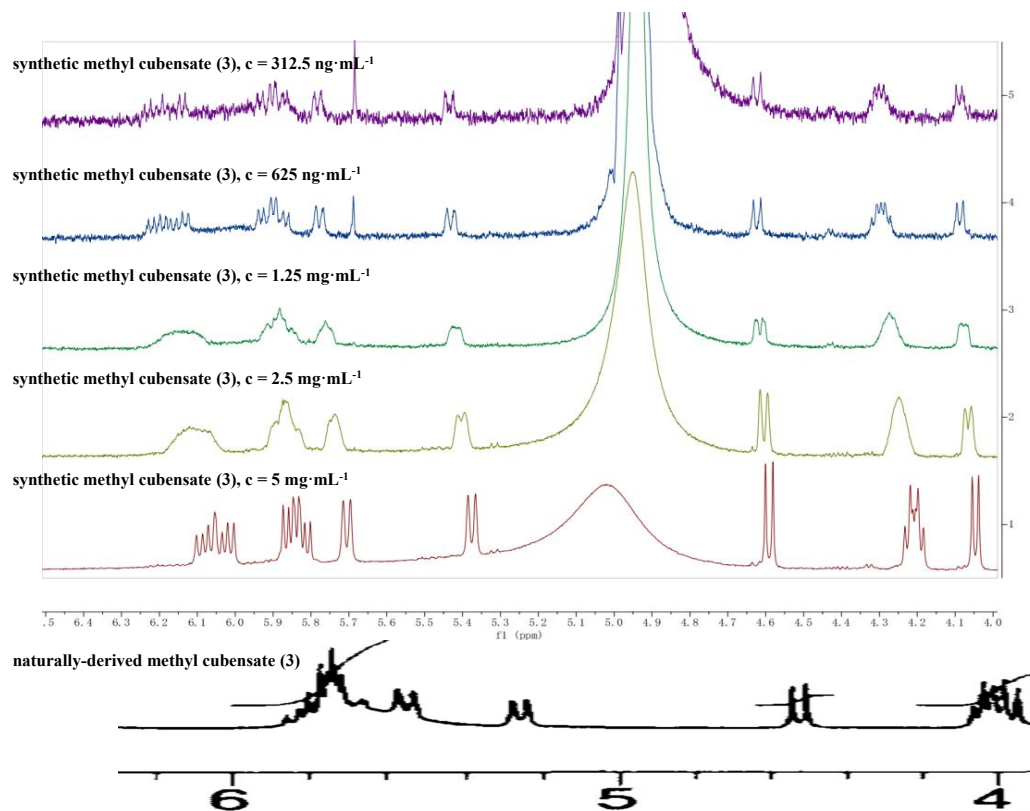 synthetic methyl cubensate (3), c = 312.5 ng·mL-1
5
synthetic methyl cubensate (3), c = 625 ng·mL-1
4
synthetic methyl cubensate (3), c = 1.25 mg·mL-1
3
synthetic methyl cubensate (3), c = 2.5 mg·mL-1
2
synthetic methyl cubensate (3), c = 5 mg·mL-1
1
.5 6.4 6.3 6.2 6.1 6.0 5.9 5.8 5.7 5.6 5.5 5.4 5.3 5.2 5.1 5.0 4.9 4.8 4.7 4.6 4.5 4.4 4.3 4.2 4.1 4.0
f1 (ppm)
naturally-derived methyl cubensate (3)
6 5 4